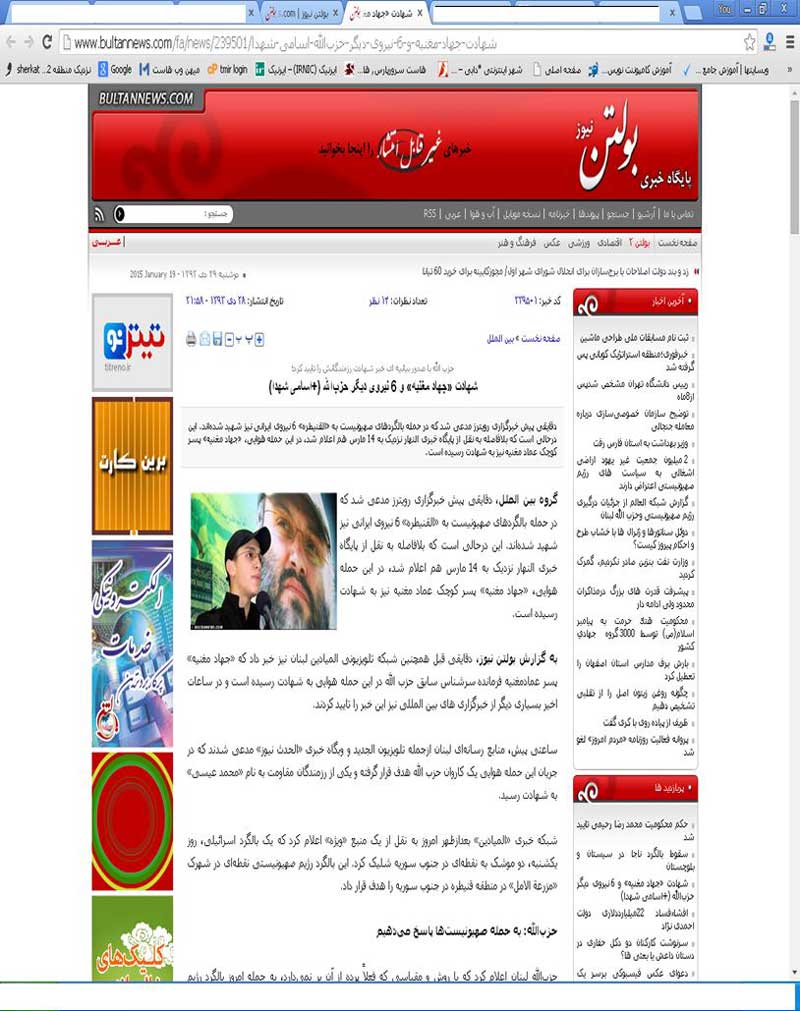 شهادت «جهاد مغ
بولتن نیوز | s.com
You
www.bultannews.com/fa/news/239501/شهادت-جهاد-مغنیه-و-6-نیروی-دیگر-حزب‌الله-اسامی-شهدا
وبسایتها | آموزش جامع...
آموزش کامپیوتر نویس...
صفحه اصلی
شهر اینترنتی *دابی - ...
هاست سرورپارس ، ها...
ایرنیک (IRNIC) – ایرنیک
tmir login
میهن وب هاست
Google
نزدیک منطقه 2... sherkat
BULTANNEWS.COM
خبرهای غیر قابل انتشار را اینجا بخوانید
بولتن نیوز
پایگاه خبری
تماس با ما | آرشیو | جستجو | پیوندها | خبرنامه | نسخه موبایل | آب و هوا | عربی | RSS
جستجو :
صفحه نخست بولتن ۲ اقتصادی ورزشی عکس فرهنگ و هنر
عـربـی
زد و بند دولت اصلاحات با برج‌سازان برای انحلال شورای شهر اول/ مجوزکابینه برای خرید 60 تیانا
دوشنبه ۲۹ دی ۱۳۹۳ - 2015 January 19
آخرین اخبار
ثبت نام مسابقات ملی طراحی ماشین
خبرفوری؛منطقه استراتژیک کوبانی پس گرفته شد
رییس دانشگاه تهران مشخص شدپس از8ماه
توضیح سازمان خصوصی‌سازی درباره معامله جنجالی
وزیر بهداشت به استان فارس رفت
2 میلیون جمعیت غیر یهود اراضی اشغالی به سیاست های رژیم صهیونیستی اعتراض دارند
گزارش شبکه العالم از جزئیات درگیری رژیم صهیونیستی وحزب الله لبنان
دوئل سناتورها و ژنرال ها با خشاب طرح و احکام پیروز کیست؟
وزارت نفت بنزین صادر نکردیم، گمرک کردید
پیشرفت قدرت های بزرگ درمذاکرات محدود ولی ادامه دار
محکومیت هتک حرمت به پیامبر اسلام(ص) توسط 3000 گروه جهادی کشور
بارش برف مدارس استان اصفهان را تعطیل کرد
چگونه روغن زیتون اصل را از تقلبی تشخیص دهیم
ظریف از پیاده روی با کری گفت
پروانه فعالیت روزنامه «مردم امروز» لغو شد
پربازدید ها
حکم محکومیت محمد رضا رحیمی تایید شد
سقوط بالگرد ناجا در سیستان و بلوچستان
شهادت «جهاد مغنیه» و 6 نیروی دیگر حزب‌الله (+اسامی شهدا)
افشاءفساد 22میلیارددلاری دولت احمدی نژاد
سرنوشت کارکنان دو دکل حفاری در دستان داعش یا بعثی ها؟
دعوای عکس فیسبوکی برسر یک
کد خبر: ۲۳۹۵۰۱
تعداد نظرات: ۱۴ نظر
تاریخ انتشار: ۲۸ دی ۱۳۹۳ - ۲۱:۵۸
صفحه نخست » بین الملل
حزب الله با صدور بیانیه ای خبر شهادت رزمندگانش را تایید کرد؛
شهادت «جهاد مغنیه» و 6 نیروی دیگر حزب‌الله (+اسامی شهدا)
دقایقی پیش خبرگزاری رویترز مدعی شد که در حمله بالگردهای صهیونیست به «القنیطره» 6 نیروی ایرانی نیز شهید شده‌اند. این
درحالی است که بلافاصله به نقل از پایگاه خبری النهار نزدیک به 14 مارس هم اعلام شد، در این حمله هوایی، «جهاد مغنیه» پسر
کوچک عماد مغنیه نیز به شهادت رسیده است.
گروه بین الملل، دقایقی پیش خبرگزاری رویترز مدعی شد که
در حمله بالگردهای صهیونیست به «القنیطره» 6 نیروی ایرانی نیز
شهید شده‌اند. این درحالی است که بلافاصله به نقل از پایگاه
خبری النهار نزدیک به 14 مارس هم اعلام شد، در این حمله
هوایی، «جهاد مغنیه» پسر کوچک عماد مغنیه نیز به شهادت
رسیده است.
به گزارش بولتن نیوز، دقایقی قبل همچنین شبکه تلویزیونی المیادین لبنان نیز خبر داد که «جهاد مغنیه»
پسر عمادمغنیه فرمانده سرشناس سابق حزب الله در این حمله هوایی به شهادت رسیده است و در ساعات
اخیر بسیاری دیگر از خبرگزاری های بین المللی نیز این خبر را تایید کردند.
ساعتی پیش، منابع رسانه‌ای لبنان ازجمله تلویزیون الجدید و وبگاه خبری «الحدث نیوز» مدعی شدند که در
جریان این حمله هوایی یک کاروان حزب الله هدف قرار گرفته و یکی از رزمندگان مقاومت به نام «محمد عیسی»
به شهادت رسید.
شبکه خبری «المیادین» بعدازظهر امروز به نقل از یک منبع «ویژه» اعلام کرد که یک بالگرد اسرائیلی، روز
یکشنبه، دو موشک به نقطه‌ای در جنوب سوریه شلیک کرد. این بالگرد رژیم صهیونیستی نقطه‌ای در شهرک
«مزرعة الامل» در منطقه قنیطره در جنوب سوریه را هدف قرار داد.
حزب‌الله: به حمله صهیونیست‌ها پاسخ می‌دهیم
حزب‌الله لبنان اعلام کرد که با روش و مقیاسی که فعلاً پرده از آن بر نمی‌دارد، به حمله امروز بالگرد رژیم
تیتر نو
titreno.ir
برین کارت
خدمات الکترونیکی
پرکاربردترین
کلیک‌های